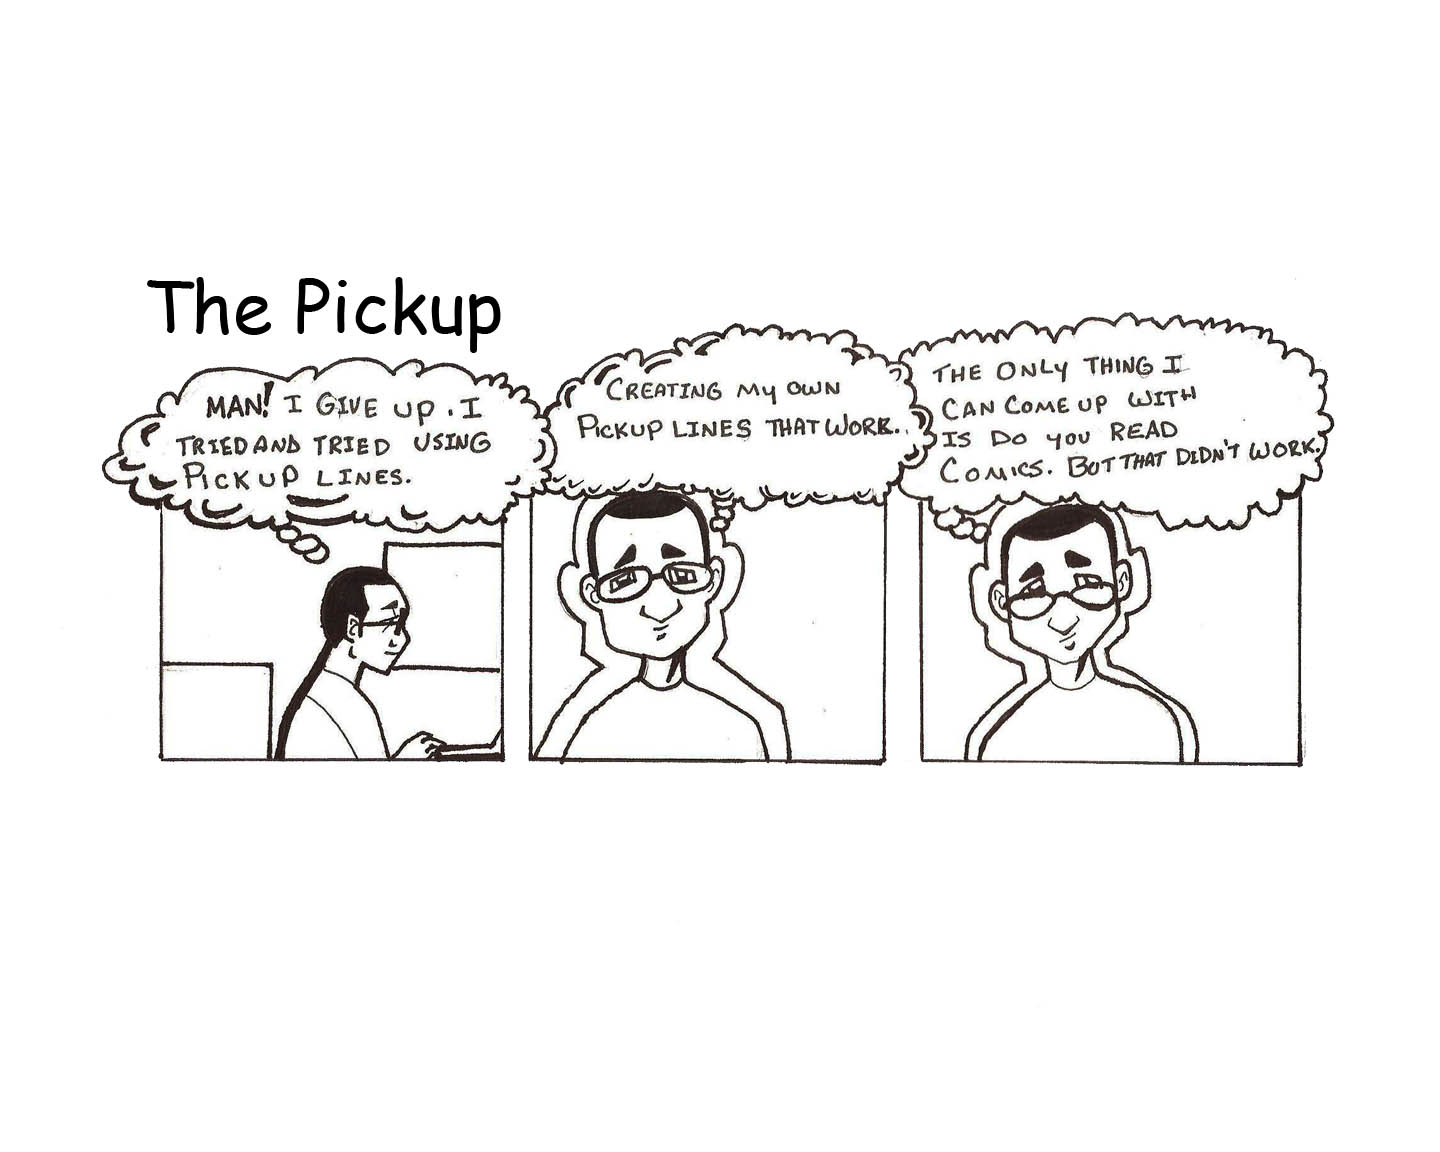 The Pickup
MAN! I GIVE UP. I
TRIED AND TRIED USING
PICKUP LINES.
CREATING MY OWN
PICKUP LINES THAT WORK..
THE ONLY THING I
CAN COME UP WITH
IS DO YOU READ
COMICS. BUT THAT DIDN'T WORK.